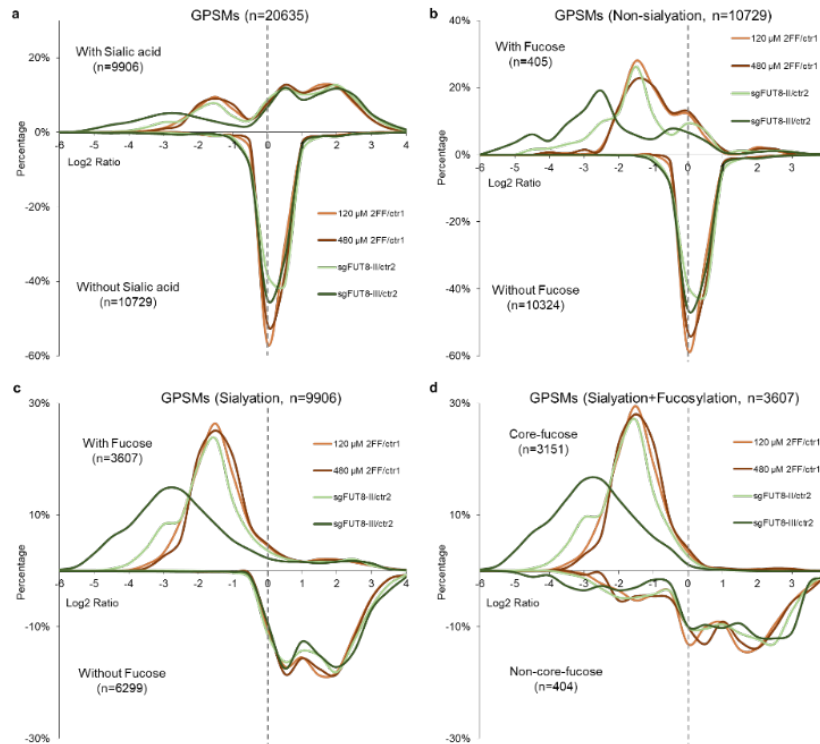 a
GPSMs (n=20635)
20%
10%
0%
-20%
-40%
-60%
Percentage
With Sialic acid
(n=9906)
-6 -5 -4 -3 -2 -1 0 1 2 3 4
Log2 Ratio
Without Sialic acid
(n=10729)
120 µM 2FF/ctr1
480 µM 2FF/ctr1
sgFUT8-II/ctr2
sgFUT8-III/ctr2
b
GPSMs (Non-sialyation, n=10729)
40%
20%
0%
-20%
-40%
-60%
Percentage
With Fucose
(n=405)
120 µM 2FF/ctr1
480 µM 2FF/ctr1
sgFUT8-II/ctr2
sgFUT8-III/ctr2
-6 -5 -4 -3 -2 -1 0 1 2 3
Log2 Ratio
Without Fucose
(n=10324)
c
GPSMs (Sialyation, n=9906)
30%
10%
-10%
-30%
Percentage
With Fucose
(n=3607)
120 µM 2FF/ctr1
480 µM 2FF/ctr1
sgFUT8-II/ctr2
sgFUT8-III/ctr2
-6 -5 -4 -3 -2 -1 0 1 2 3 4
Log2 Ratio
Without Fucose
(n=6299)
d
GPSMs (Sialyation+Fucosylation, n=3607)
30%
10%
-10%
-30%
Percentage
Core-fucose
(n=3151)
120 µM 2FF/ctr1
480 µM 2FF/ctr1
sgFUT8-II/ctr2
sgFUT8-III/ctr2
-6 -5 -4 -3 -2 -1 0 1 2 3
Log2 Ratio
Non-core-fucose
(n=404)